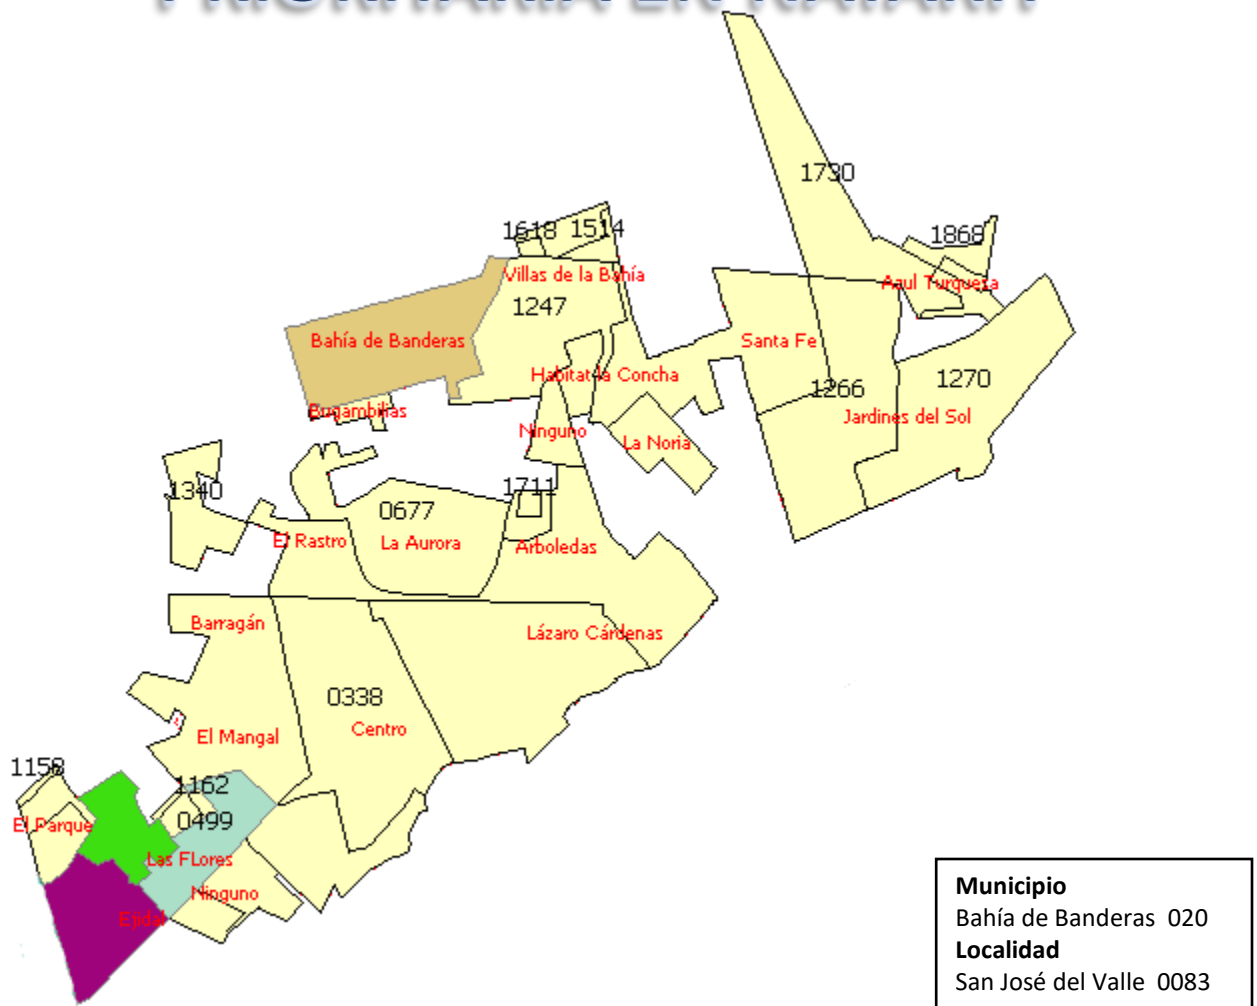 1730
1618 1514
1868
Villas de la Bahía
Azul Turquesa
1247
Bahía de Banderas
Santa Fe
Habitat la Concha
1266
1270
Bugambilias
Jardines del Sol
Ninguno
La Noria
1340
1711
0677
El Rastro
La Aurora
Arboledas
Barragán
Lázaro Cárdenas
0338
Centro
El Mangal
1158
1162
0499
El Parque
Las FLores
Ninguno
Ejidal
Municipio
Bahía de Banderas 020
Localidad
San José del Valle 0083